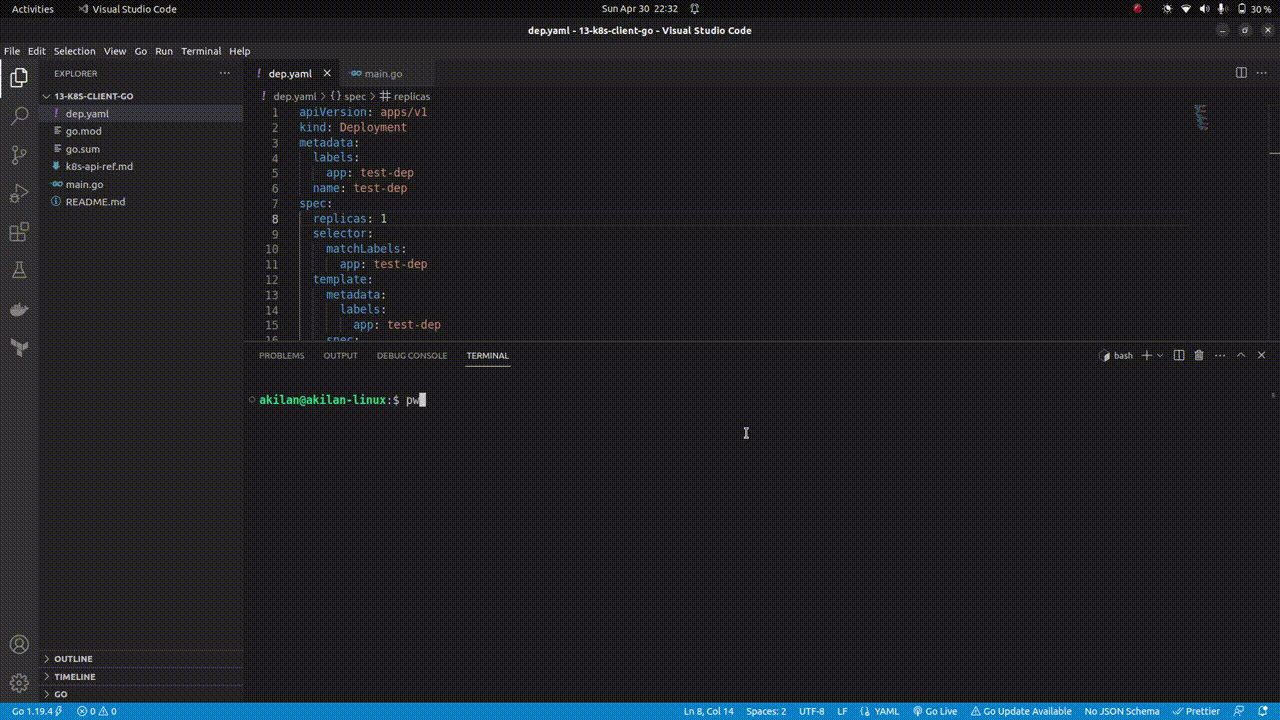 Activities Visual Studio Code Sun Apr 30 22:32 30 %
dep.yaml - 13-k8s-client-go - Visual Studio Code
File Edit Selection View Go Run Terminal Help
EXPLORER
13-K8S-CLIENT-GO
dep.yaml
go.mod
go.sum
k8s-api-ref.md
main.go
README.md
OUTLINE
TIMELINE
GO
dep.yaml main.go
dep.yaml > {} spec > replicas
1 apiVersion: apps/v1
2 kind: Deployment
3 metadata:
4 labels:
5 app: test-dep
6 name: test-dep
7 spec:
8 replicas: 1
9 selector:
10 matchLabels:
11 app: test-dep
12 template:
13 metadata:
14 labels:
15 app: test-dep
16 spec:
PROBLEMS OUTPUT DEBUG CONSOLE TERMINAL bash
akilan@akilan-linux:$ pw
Go 1.19.4 0 0 Ln 8, Col 14 Spaces: 2 UTF-8 LF {} YAML Go Live Go Update Available No JSON Schema Prettier